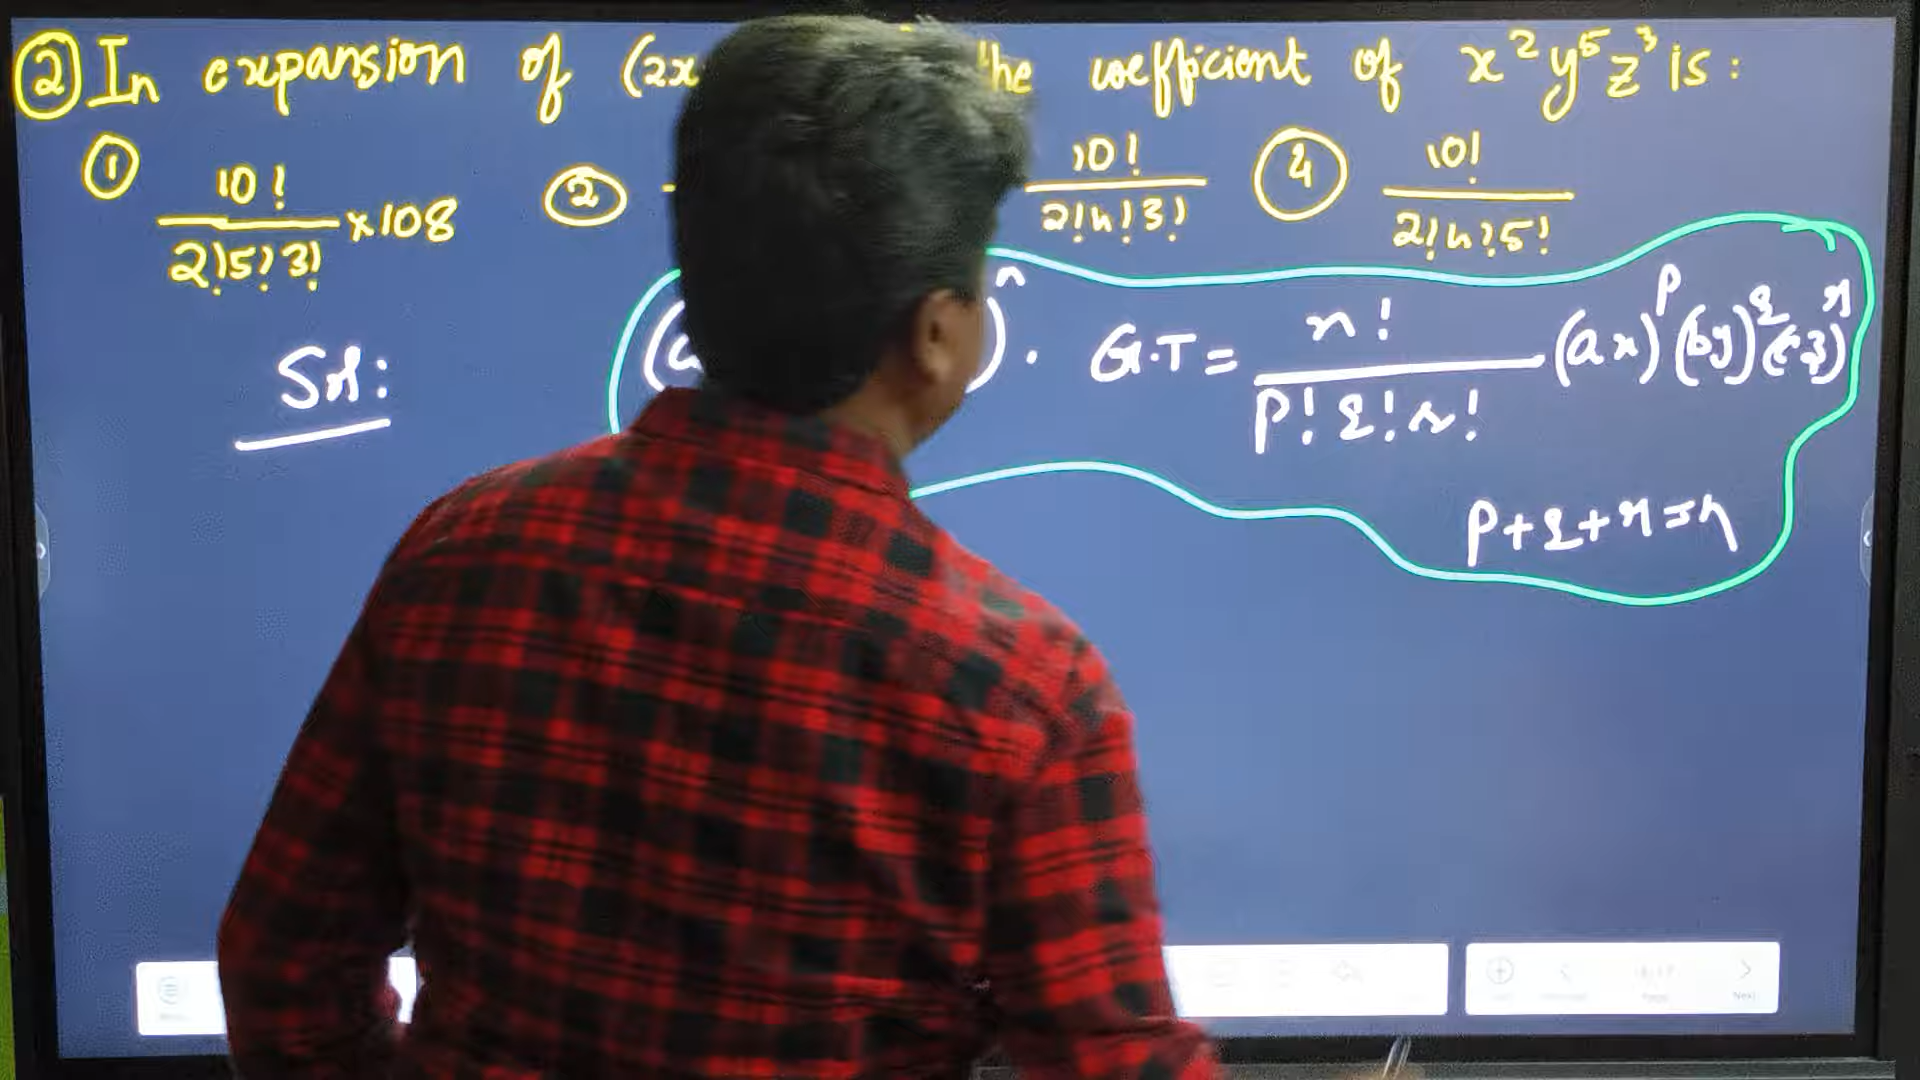 ② In expansion of (2x the coefficient of x²y⁵z³ is:
① 10!/2!5!3! ×108 ② 10!/2!4!3! ④ 10!/2!4!5!
Sol: ( )ⁿ. G.T = n!/p!q!r! (ax)ᵖ(by)^q(cz)ʳ
p+q+r=n
Next